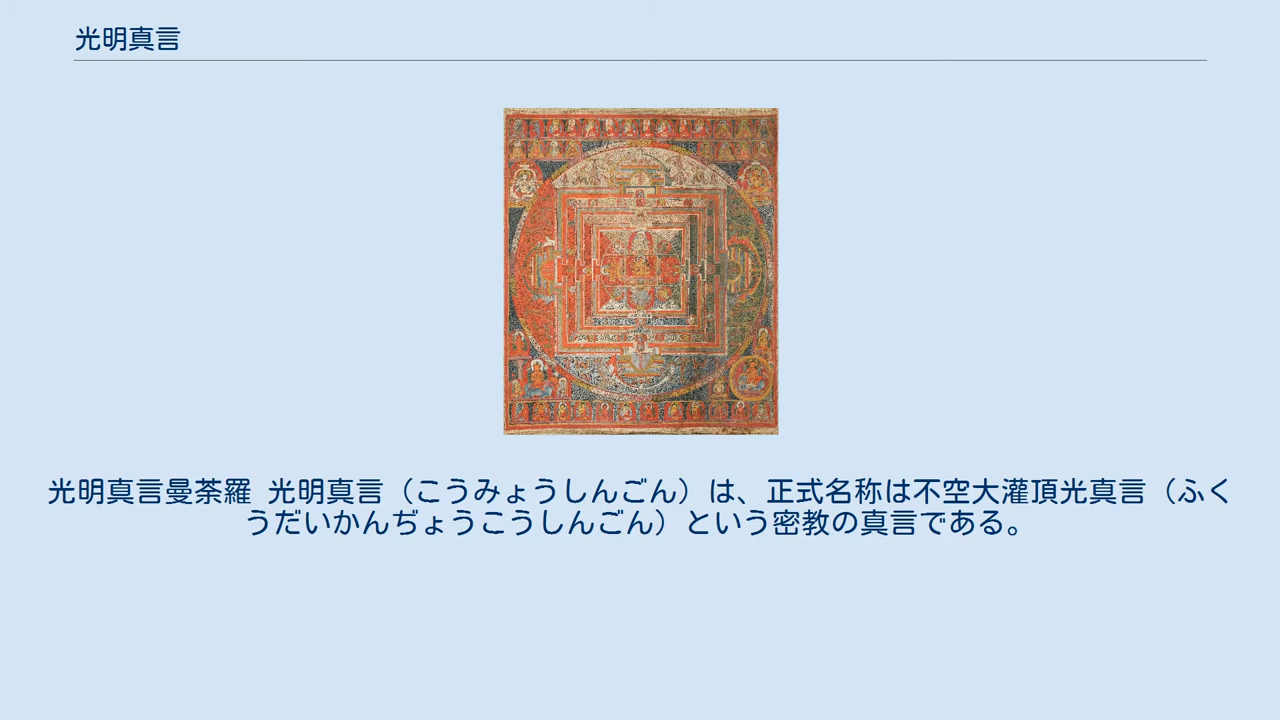 光明真言
光明真言曼荼羅 光明真言（こうみょうしんごん）は、正式名称は不空大灌頂光真言（ふく
うだいかんぢょうこうしんごん）という密教の真言である。